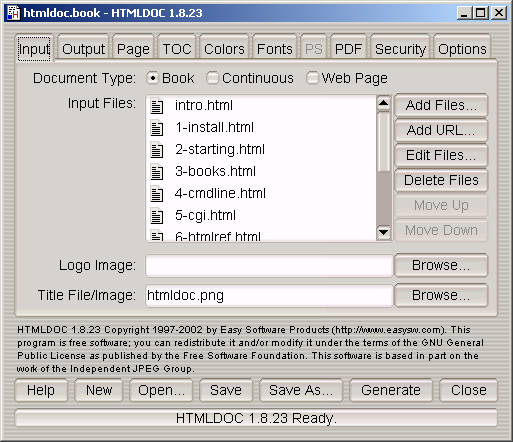 htmldoc.book - HTMLDOC 1.8.23
Input Output Page TOC Colors Fonts PS PDF Security Options
Document Type: Book Continuous Web Page
Input Files: intro.html Add Files...
1-install.html Add URL...
2-starting.html Edit Files...
3-books.html Delete Files
4-cmdline.html Move Up
5-cgi.html Move Down
6-htmlref.html
Logo Image: Browse...
Title File/Image: htmldoc.png Browse...
HTMLDOC 1.8.23 Copyright 1997-2002 by Easy Software Products (http://www.easysw.com). This
program is free software; you can redistribute it and/or modify it under the terms of the GNU General
Public License as published by the Free Software Foundation. This software is based in part on the
work of the Independent JPEG Group.
Help New Open... Save Save As... Generate Close
HTMLDOC 1.8.23 Ready.